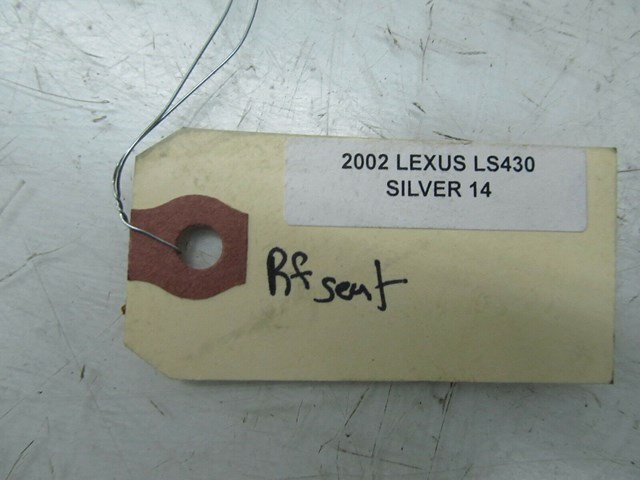 2002 LEXUS LS430
SILVER 14
Rf seat